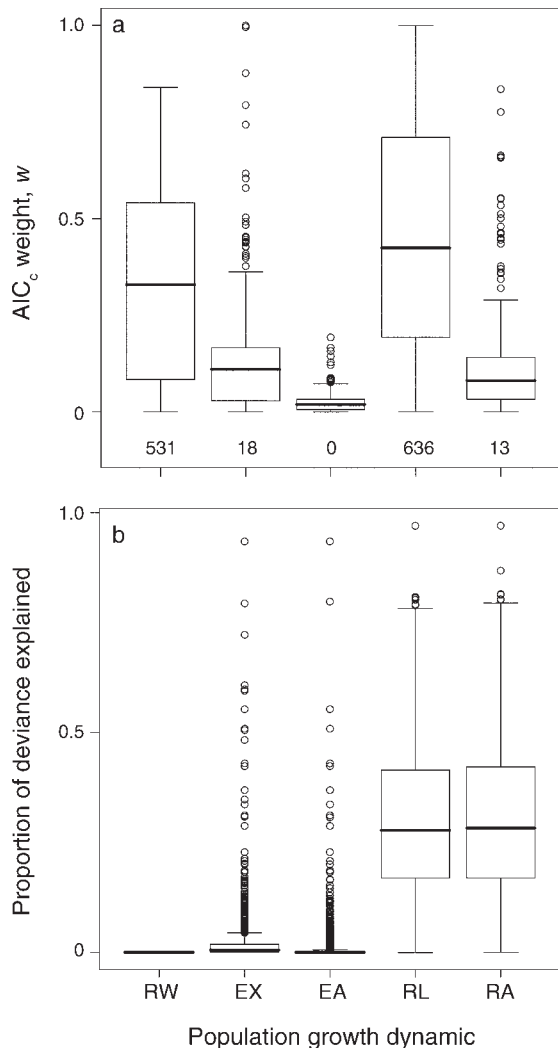 a
1.0
0.5
0
AICc weight, w
531 18 0 636 13
b
1.0
0.5
0
Proportion of deviance explained
RW EX EA RL RA
Population growth dynamic